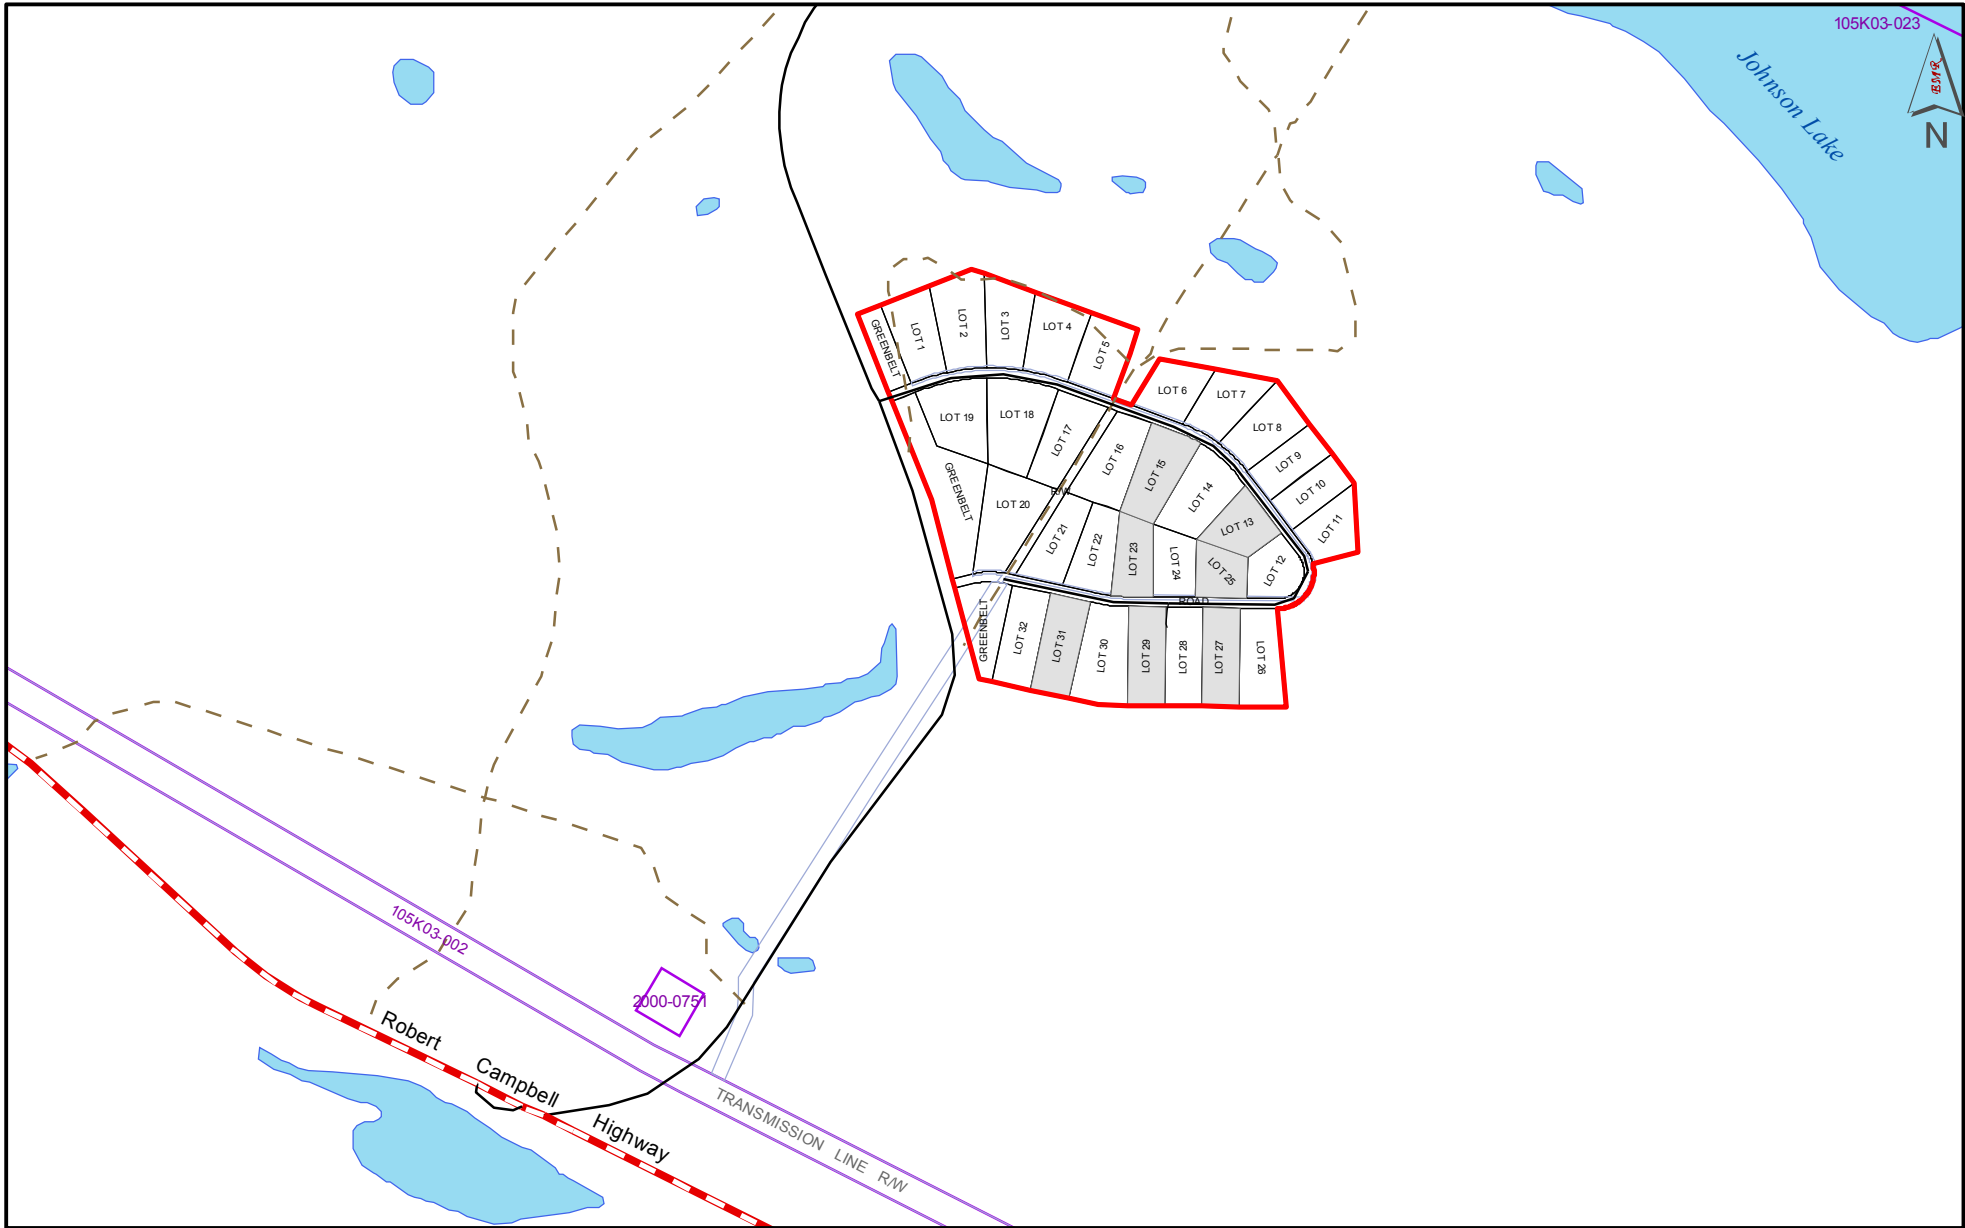 105K03-023
Johnson Lake
N
GREENBELT
LOT 1
LOT 2
LOT 3
LOT 4
LOT 5
LOT 6
LOT 7
LOT 8
LOT 9
LOT 10
LOT 11
LOT 19
LOT 18
LOT 17
LOT 16
LOT 15
LOT 14
LOT 13
LOT 12
GREENBELT
LOT 20
R/W
LOT 21
LOT 22
LOT 23
LOT 24
LOT 25
ROAD
GREENBELT
LOT 32
LOT 31
LOT 30
LOT 29
LOT 28
LOT 27
LOT 26
105K03-002
2000-0751
Robert Campbell Highway
TRANSMISSION LINE R/W